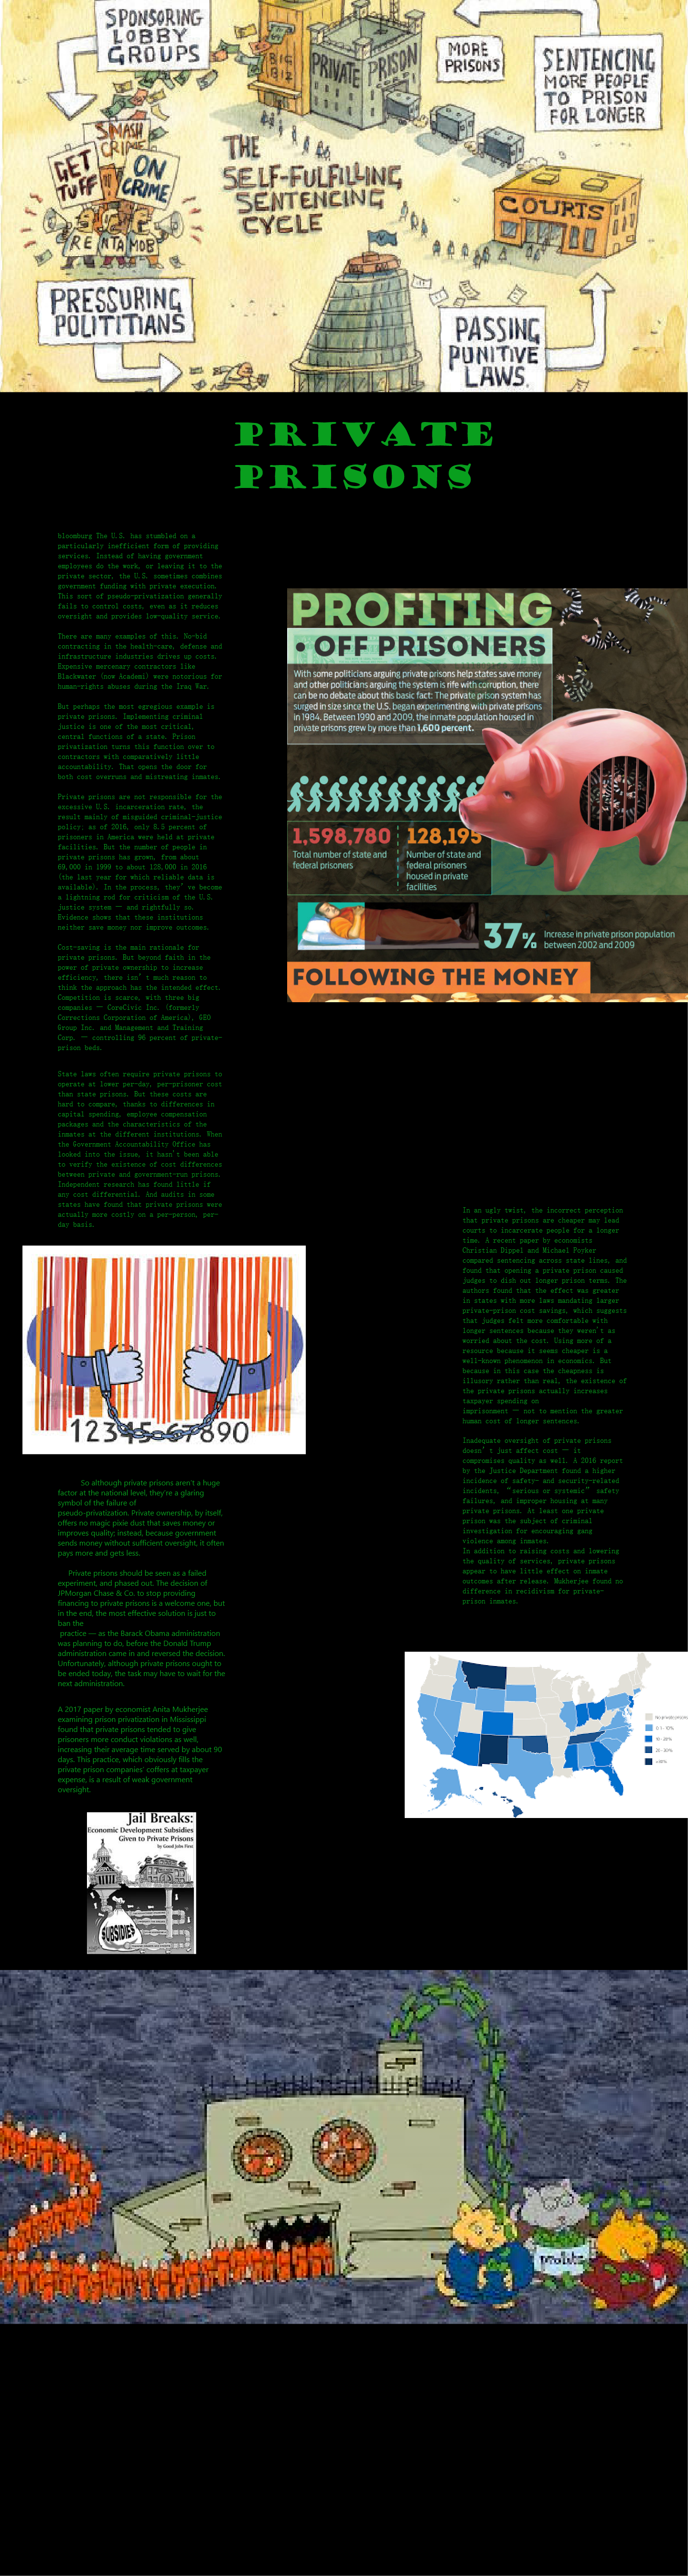 SPONSORING
LOBBY
GROUPS
BIG
BIZ
PRIVATE PRISON
MORE
PRISONS
SENTENCING
MORE PEOPLE
TO PRISON
FOR LONGER
SMASH
CRIME
GET
TUFF
ON
CRIME
RENTAMOB
THE
SELF-FULFILLING
SENTENCING
CYCLE
COURTS
PRESSURING
POLITITIANS
PASSING
PUNITIVE
LAWS.
PRIVATE
PRISONS
bloomburg The U.S. has stumbled on a
particularly inefficient form of providing
services. Instead of having government
employees do the work, or leaving it to the
private sector, the U.S. sometimes combines
government funding with private execution.
This sort of pseudo-privatization generally
fails to control costs, even as it reduces
oversight and provides low-quality service.
There are many examples of this. No-bid
contracting in the health-care, defense and
infrastructure industries drives up costs.
Expensive mercenary contractors like
Blackwater (now Academi) were notorious for
human-rights abuses during the Iraq War.
But perhaps the most egregious example is
private prisons. Implementing criminal
justice is one of the most critical,
central functions of a state. Prison
privatization turns this function over to
contractors with comparatively little
accountability. That opens the door for
both cost overruns and mistreating inmates.
Private prisons are not responsible for the
excessive U.S. incarceration rate, the
result mainly of misguided criminal-justice
policy; as of 2016, only 8.5 percent of
prisoners in America were held at private
facilities. But the number of people in
private prisons has grown, from about
69,000 in 1999 to about 128,000 in 2016
(the last year for which reliable data is
available). In the process, they’ve become
a lightning rod for criticism of the U.S.
justice system — and rightfully so.
Evidence shows that these institutions
neither save money nor improve outcomes.
Cost-saving is the main rationale for
private prisons. But beyond faith in the
power of private ownership to increase
efficiency, there isn’t much reason to
think the approach has the intended effect.
Competition is scarce, with three big
companies — CoreCivic Inc. (formerly
Corrections Corporation of America), GEO
Group Inc. and Management and Training
Corp. — controlling 96 percent of private-
prison beds.
State laws often require private prisons to
operate at lower per-day, per-prisoner cost
than state prisons. But these costs are
hard to compare, thanks to differences in
capital spending, employee compensation
packages and the characteristics of the
inmates at the different institutions. When
the Government Accountability Office has
looked into the issue, it hasn’t been able
to verify the existence of cost differences
between private and government-run prisons.
Independent research has found little if
any cost differential. And audits in some
states have found that private prisons were
actually more costly on a per-person, per-
day basis.
PROFITING
• OFF PRISONERS
With some politicians arguing private prisons help states save money
and other politicians arguing the system is rife with corruption, there
can be no debate about this basic fact: The private prison system has
surged in size since the U.S. began experimenting with private prisons
in 1984. Between 1990 and 2009, the inmate population housed in
private prisons grew by more than 1,600 percent.
1,598,780
Total number of state and
federal prisoners
128,195
Number of state and
federal prisoners
housed in private
facilities
37% Increase in private prison population
between 2002 and 2009
FOLLOWING THE MONEY
In an ugly twist, the incorrect perception
that private prisons are cheaper may lead
courts to incarcerate people for a longer
time. A recent paper by economists
Christian Dippel and Michael Poyker
compared sentencing across state lines, and
found that opening a private prison caused
judges to dish out longer prison terms. The
authors found that the effect was greater
in states with more laws mandating larger
private-prison cost savings, which suggests
that judges felt more comfortable with
longer sentences because they weren’t as
worried about the cost. Using more of a
resource because it seems cheaper is a
well-known phenomenon in economics. But
because in this case the cheapness is
illusory rather than real, the existence of
the private prisons actually increases
taxpayer spending on
imprisonment — not to mention the greater
human cost of longer sentences.
Inadequate oversight of private prisons
doesn’t just affect cost — it
compromises quality as well. A 2016 report
by the Justice Department found a higher
incidence of safety- and security-related
incidents, “serious or systemic” safety
failures, and improper housing at many
private prisons. At least one private
prison was the subject of criminal
investigation for encouraging gang
violence among inmates.
In addition to raising costs and lowering
the quality of services, private prisons
appear to have little effect on inmate
outcomes after release. Mukherjee found no
difference in recidivism for private-
prison inmates.
1234567890
So although private prisons aren’t a huge
factor at the national level, they’re a glaring
symbol of the failure of
pseudo-privatization. Private ownership, by itself,
offers no magic pixie dust that saves money or
improves quality; instead, because government
sends money without sufficient oversight, it often
pays more and gets less.
Private prisons should be seen as a failed
experiment, and phased out. The decision of
JPMorgan Chase & Co. to stop providing
financing to private prisons is a welcome one, but
in the end, the most effective solution is just to
ban the
practice — as the Barack Obama administration
was planning to do, before the Donald Trump
administration came in and reversed the decision.
Unfortunately, although private prisons ought to
be ended today, the task may have to wait for the
next administration.
A 2017 paper by economist Anita Mukherjee
examining prison privatization in Mississippi
found that private prisons tended to give
prisoners more conduct violations as well,
increasing their average time served by about 90
days. This practice, which obviously fills the
private prison companies’ coffers at taxpayer
expense, is a result of weak government
oversight.
No private prisons
Jail Breaks:
Economic Development Subsidies
Given to Private Prisons
by Good Jobs First
SUBSIDIES